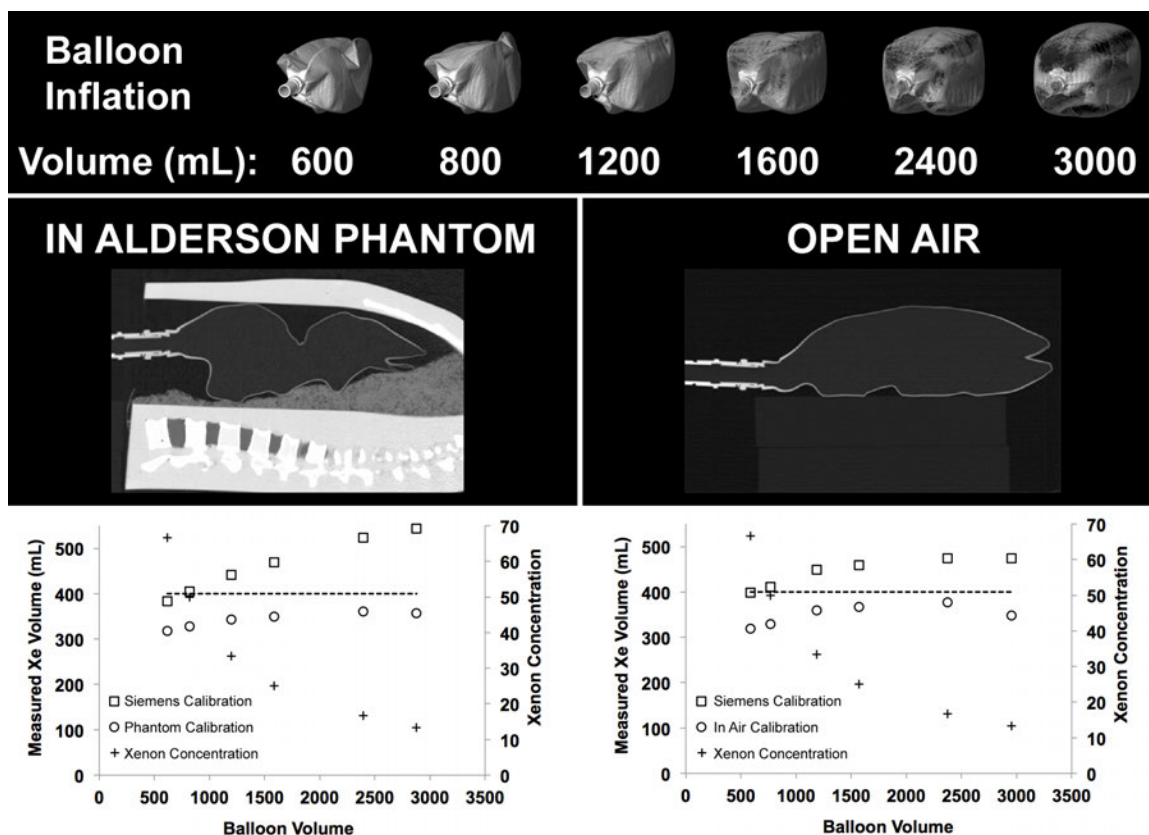 Balloon
Inflation
Volume (mL): 600 800 1200 1600 2400 3000
IN ALDERSON PHANTOM
OPEN AIR
Measured Xe Volume (mL)
500
400
300
200
100
0
Siemens Calibration
Phantom Calibration
Xenon Concentration
70
60
50
40
30
20
10
0
Xenon Concentration
0 500 1000 1500 2000 2500 3000 3500
Balloon Volume
Measured Xe Volume (mL)
500
400
300
200
100
0
Siemens Calibration
In Air Calibration
Xenon Concentration
70
60
50
40
30
20
10
0
Xenon Concentration
0 500 1000 1500 2000 2500 3000 3500
Balloon Volume